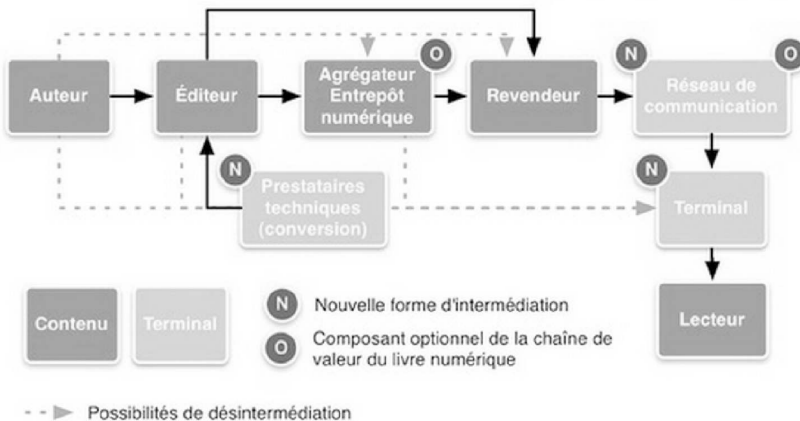 Auteur
Éditeur
Agrégateur
Entrepôt
numérique
O
Revendeur
N
O
Réseau de
communication
N
Prestataires
techniques
(conversion)
N
Terminal
Contenu
Terminal
N
Nouvelle forme d'intermédiation
O
Composant optionnel de la chaîne de
valeur du livre numérique
Lecteur
Possibilités de désintermédiation